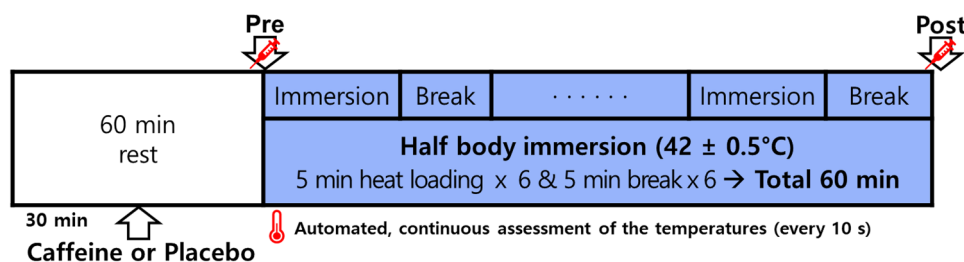 Pre
Post
Immersion Break · · · · · · Immersion Break
60 min
rest
Half body immersion (42 ± 0.5°C)
5 min heat loading x 6 & 5 min break x 6 → Total 60 min
30 min
Caffeine or Placebo
Automated, continuous assessment of the temperatures (every 10 s)